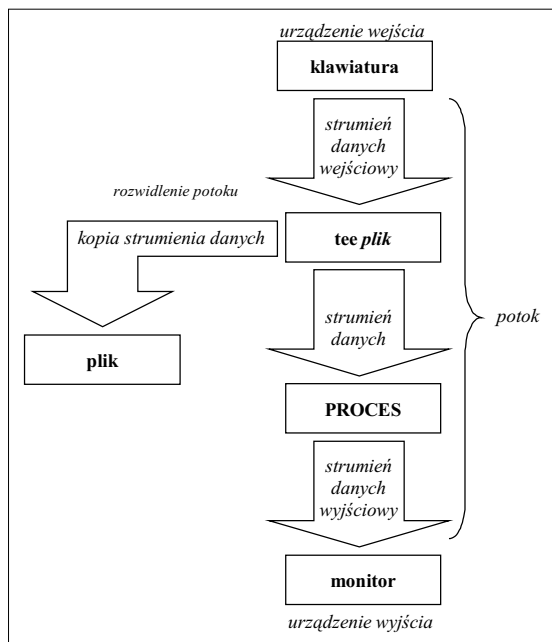 urządzenie wejścia
klawiatura
strumień
danych
wejściowy
rozwidlenie potoku
kopia strumienia danych
tee plik
plik
strumień
danych
potok
PROCES
strumień
danych
wyjściowy
monitor
urządzenie wyjścia